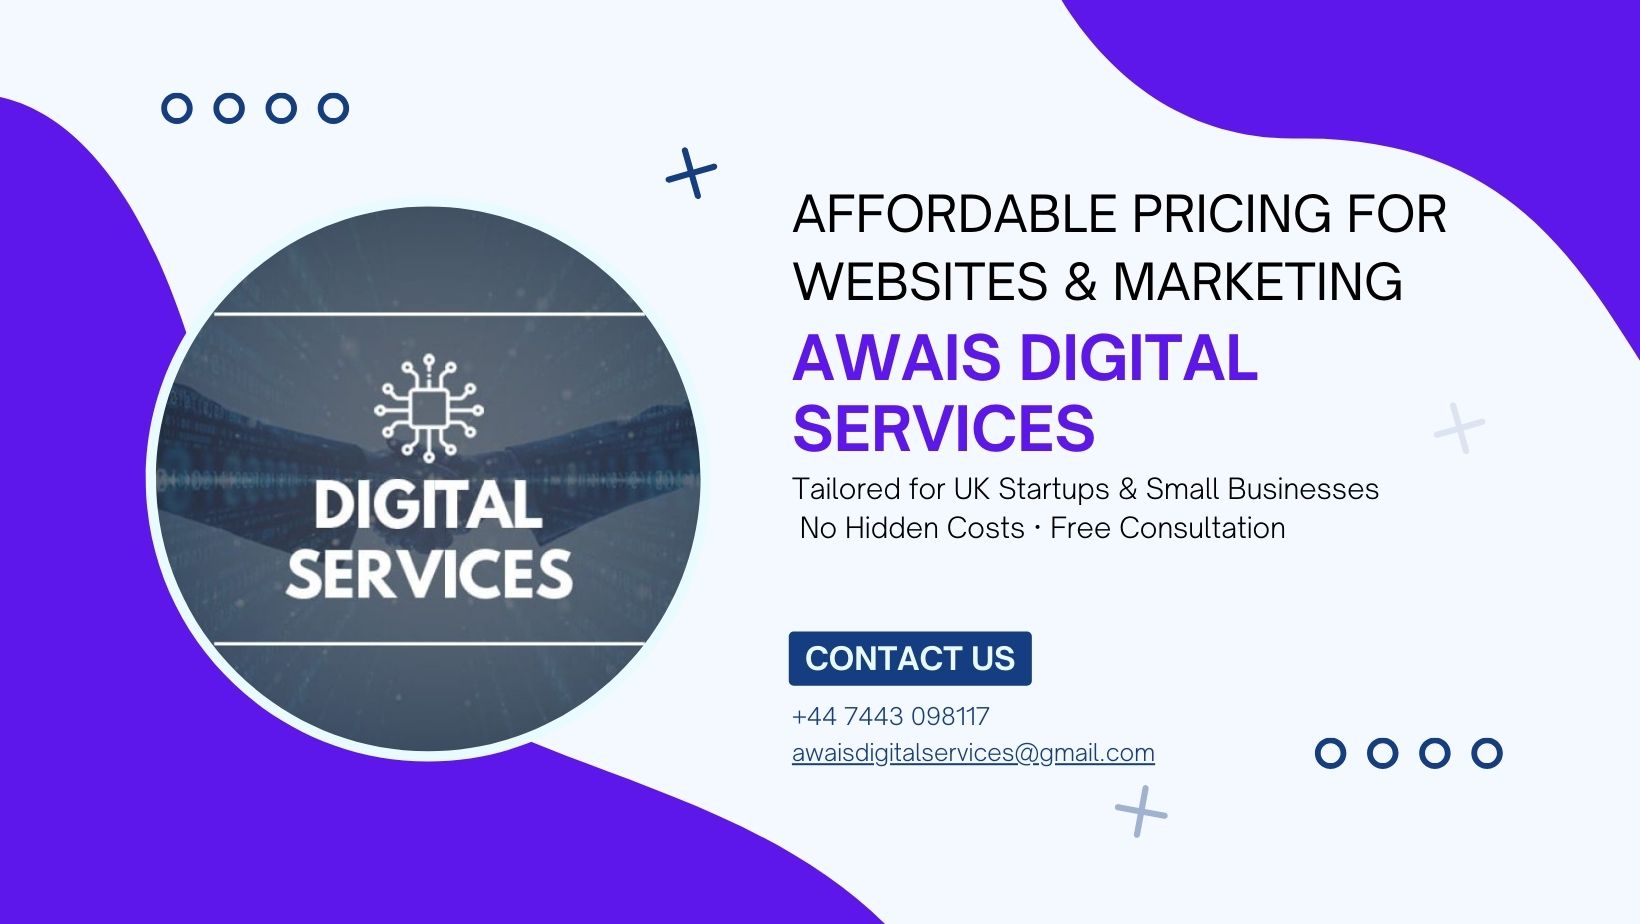 AFFORDABLE PRICING FOR
WEBSITES & MARKETING
AWAIS DIGITAL
SERVICES
Tailored for UK Startups & Small Businesses
No Hidden Costs • Free Consultation
DIGITAL
SERVICES
CONTACT US
+44 7443 098117
awaisdigitalservices@gmail.com